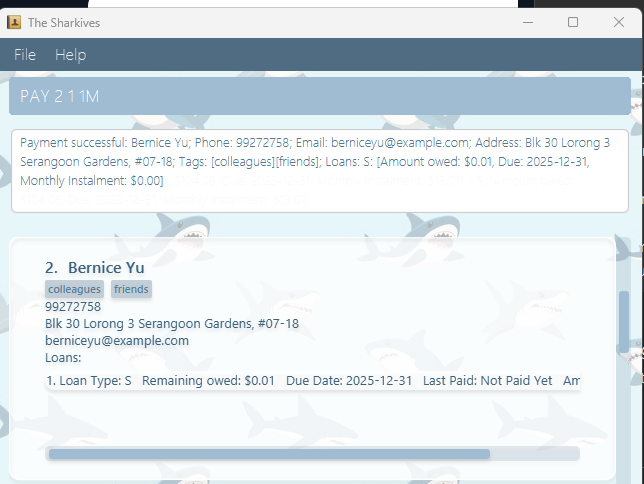 The Sharkives
File Help
PAY 2 1 1M
Payment successful: Bernice Yu; Phone: 99272758; Email: berniceyu@example.com; Address: Blk 30 Lorong 3
Serangoon Gardens, #07-18; Tags: [colleagues][friends]; Loans: S: [Amount owed: $0.01, Due: 2025-12-31,
Monthly Instalment: $0.00]
2. Bernice Yu
colleagues friends
99272758
Blk 30 Lorong 3 Serangoon Gardens, #07-18
berniceyu@example.com
Loans:
1. Loan Type: S Remaining owed: $0.01 Due Date: 2025-12-31 Last Paid: Not Paid Yet Am